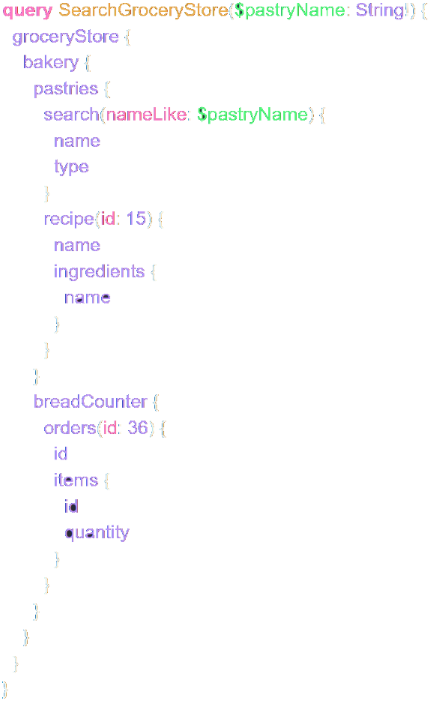 query SearchGroceryStore($pastryName: String) {
groceryStore {
bakery {
pastries {
search(nameLike: $pastryName) {
name
type
}
recipe(id: 15) {
name
ingredients {
name
}
}
}
breadCounter {
orders(id: 36) {
id
items {
id
quantity
}
}
}
}
}
}